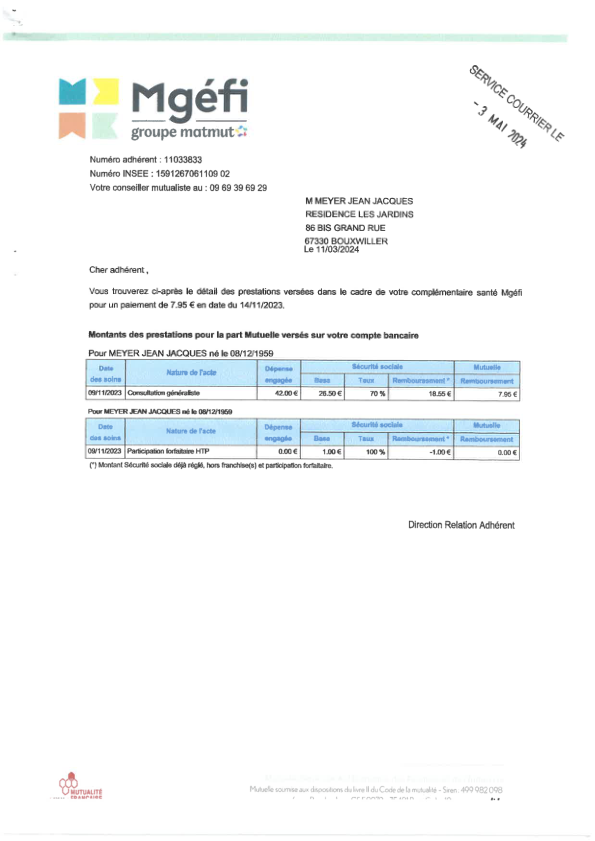 Mgéfi
groupe matmut
SERVICE COURRIER LE
- 3 MAI 2024
Numéro adhérent : 11033833
Numéro INSEE : 1591267061109 02
Votre conseiller mutualiste au : 09 69 39 69 29
M MEYER JEAN JACQUES
RESIDENCE LES JARDINS
86 BIS GRAND RUE
67330 BOUXWILLER
Le 11/03/2024
Cher adhérent ,
Vous trouverez ci-après le détail des prestations versées dans le cadre de votre complémentaire santé Mgéfi
pour un paiement de 7.95 € en date du 14/11/2023.
Montants des prestations pour la part Mutuelle versés sur votre compte bancaire
Pour MEYER JEAN JACQUES né le 08/12/1959
Date des soins Nature de l'acte Dépense engagée Sécurité sociale Mutuelle
Base Taux Remboursement * Remboursement
09/11/2023 Consultation généraliste 42.00 € 26.50 € 70 % 18.55 € 7.95 €
Pour MEYER JEAN JACQUES né le 08/12/1959
Date des soins Nature de l'acte Dépense engagée Sécurité sociale Mutuelle
Base Taux Remboursement * Remboursement
09/11/2023 Participation forfaitaire HTP 0.00 € 1.00 € 100 % -1.00 € 0.00 €
(*) Montant Sécurité sociale déjà réglé, hors franchise(s) et participation forfaitaire.
Direction Relation Adhérent
MUTUALITÉ
FRANÇAISE
Mutuelle soumise aux dispositions du livre II du Code de la mutualité - Siren: 499 982 098